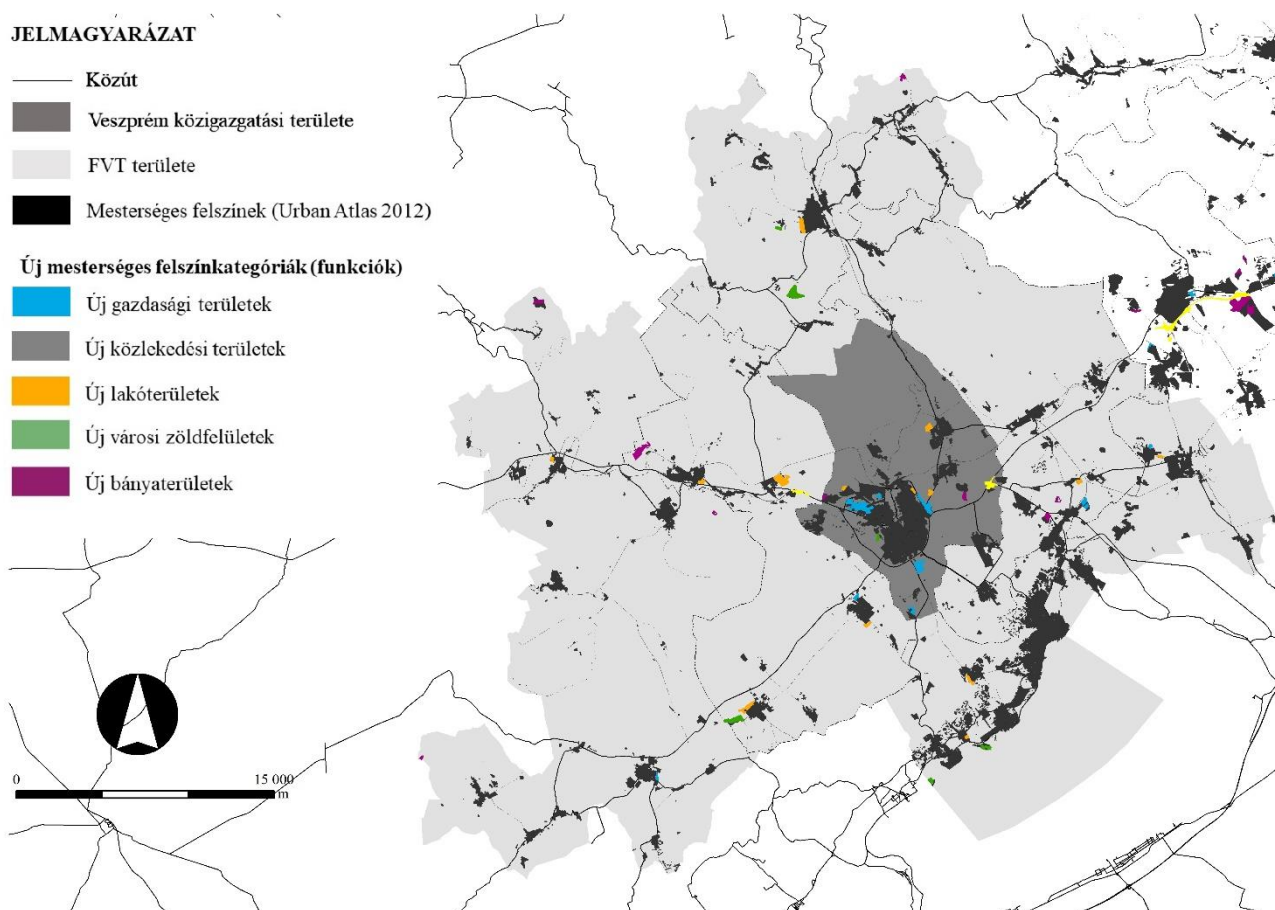 JELMAGYARÁZAT
Közút
Veszprém közigazgatási területe
FVT területe
Mesterséges felszínek (Urban Atlas 2012)
Új mesterséges felszínkategóriák (funkciók)
Új gazdasági területek
Új közlekedési területek
Új lakóterületek
Új városi zöldfelületek
Új bányaterületek
0 15 000
m